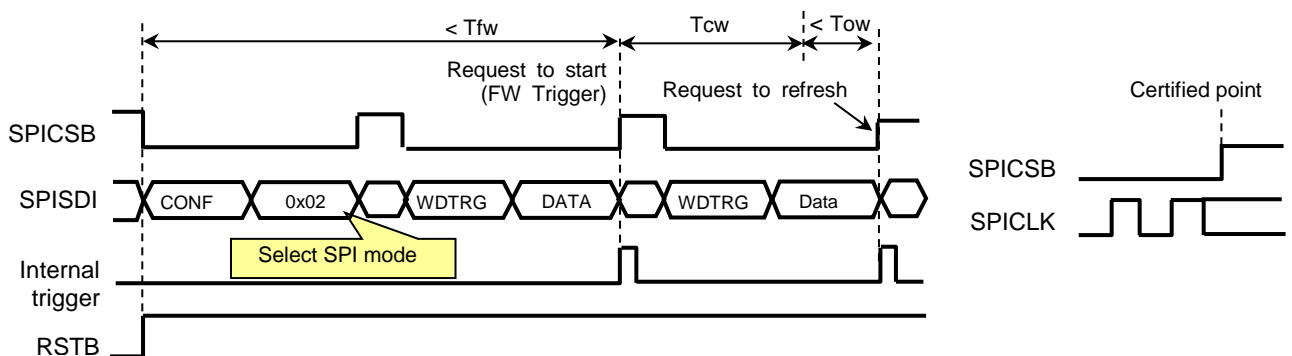 < Tfw
Tcw
< Tow
Request to start
(FW Trigger)
Request to refresh
Certified point
SPICSB
SPICSB
SPISDI
CONF
0x02
WDTRG
DATA
WDTRG
Data
SPICLK
Select SPI mode
Internal
trigger
RSTB